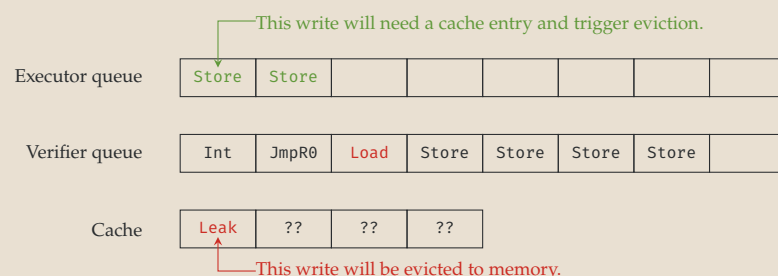 This write will need a cache entry and trigger eviction.
Executor queue Store Store
Verifier queue Int JmpR0 Load Store Store Store Store
Cache Leak ?? ?? ??
This write will be evicted to memory.